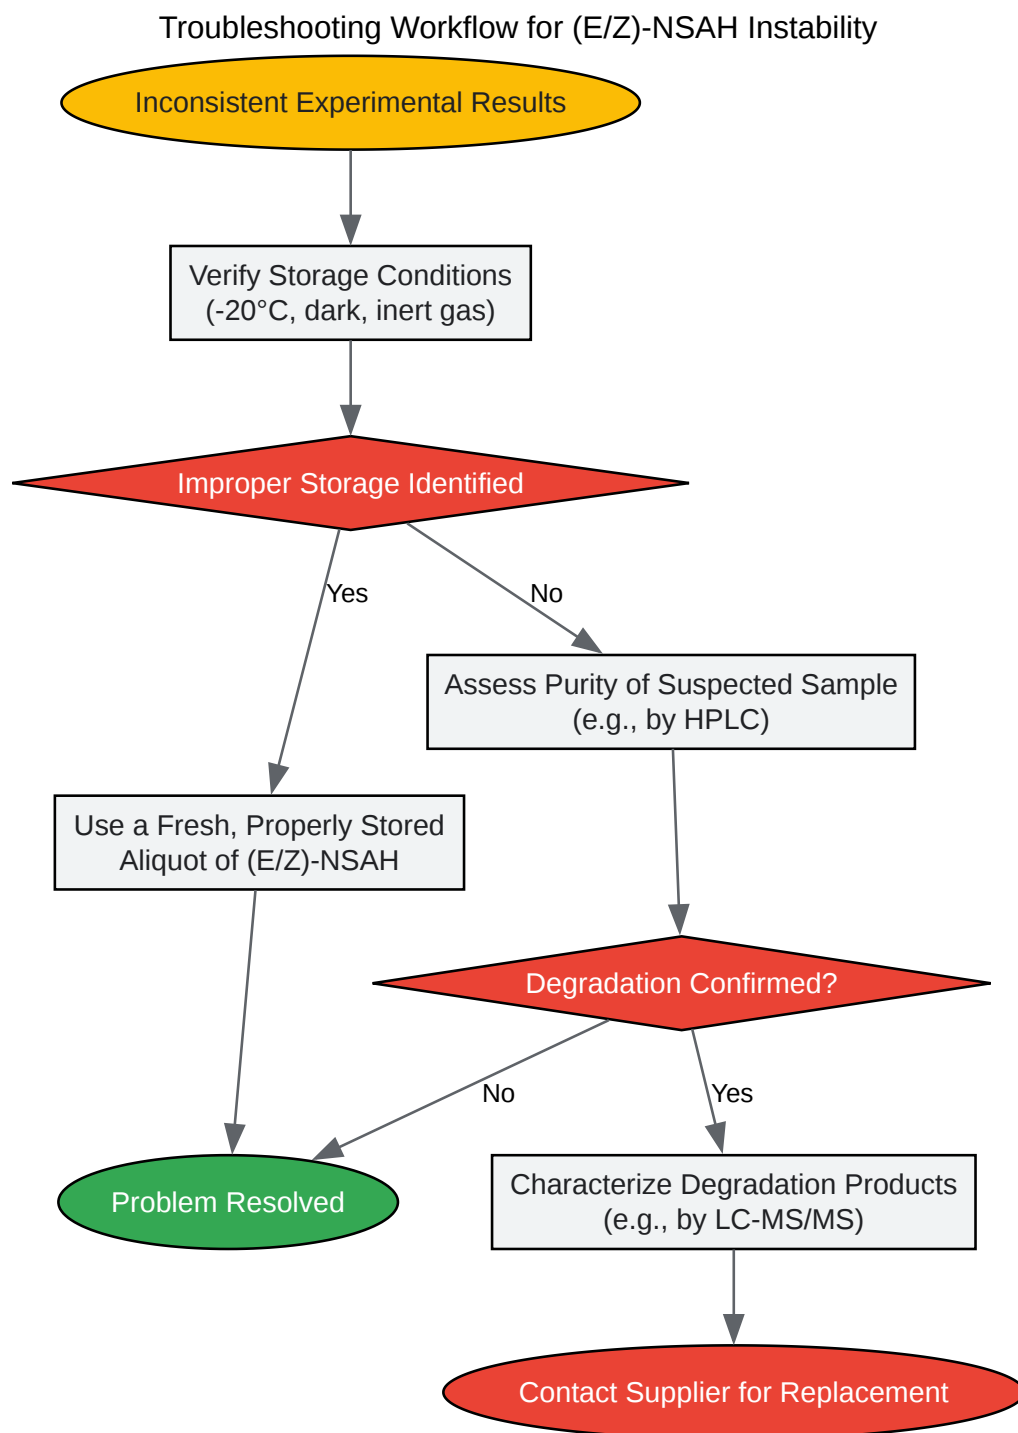 Troubleshooting Workflow for (E/Z)-NSAH Instability
Inconsistent Experimental Results
Verify Storage Conditions
(-20°C, dark, inert gas)
Improper Storage Identified
Yes
No
Assess Purity of Suspected Sample
(e.g., by HPLC)
Use a Fresh, Properly Stored
Aliquot of (E/Z)-NSAH
Degradation Confirmed?
No
Yes
Problem Resolved
Characterize Degradation Products
(e.g., by LC-MS/MS)
Contact Supplier for Replacement